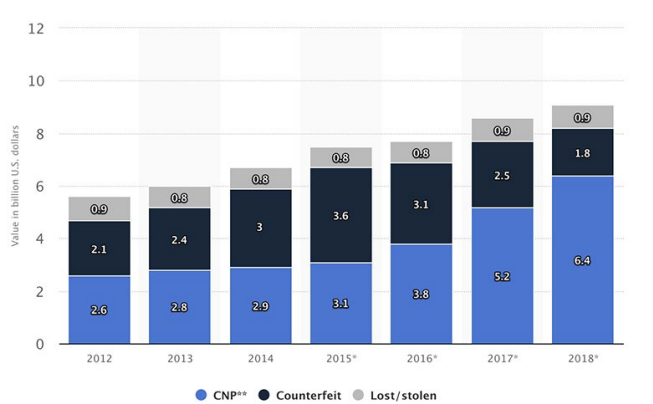 Value in billion U.S. dollars
12
10
8
6
4
2
0
0.9 0.8 0.8 0.8 0.8 0.9 0.9
2.1 2.4 3 3.6 3.1 2.5 1.8
2.6 2.8 2.9 3.1 3.8 5.2 6.4
2012 2013 2014 2015* 2016* 2017* 2018*
CNP** Counterfeit Lost/stolen